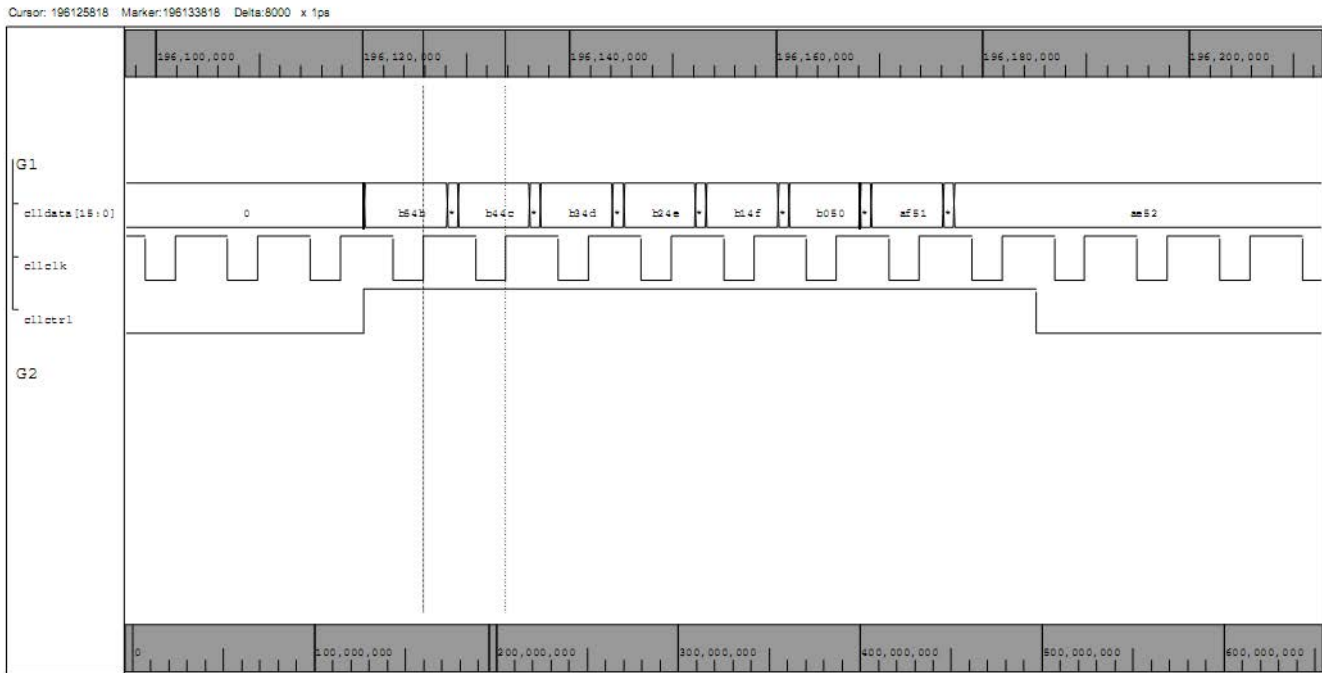 Cursor: 196125818 Marker:196133818 Delta:8000 x 1ps
196,100,000 196,120,000 196,140,000 196,160,000 196,180,000 196,200,000
G1
clldata[15:0] 0 b54b * b44c * b34d * b24e * b14f * b050 * af51 * ae52
cllclk
cllctrl
G2
0 100,000,000 200,000,000 300,000,000 400,000,000 500,000,000 600,000,000